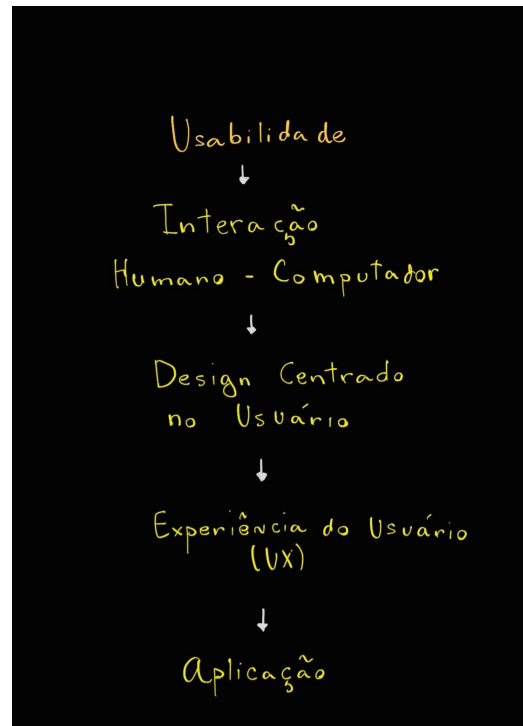 Usabilidade
↓
Interação
Humano - Computador
↓
Design Centrado
no Usuário
↓
Experiência do Usuário
(UX)
↓
Aplicação